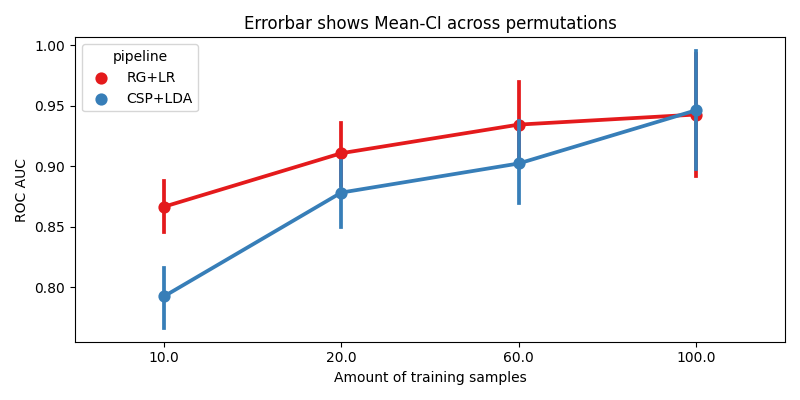 Errorbar shows Mean-CI across permutations
pipeline
RG+LR
CSP+LDA
ROC AUC
1.00
0.95
0.90
0.85
0.80
10.0 20.0 60.0 100.0
Amount of training samples